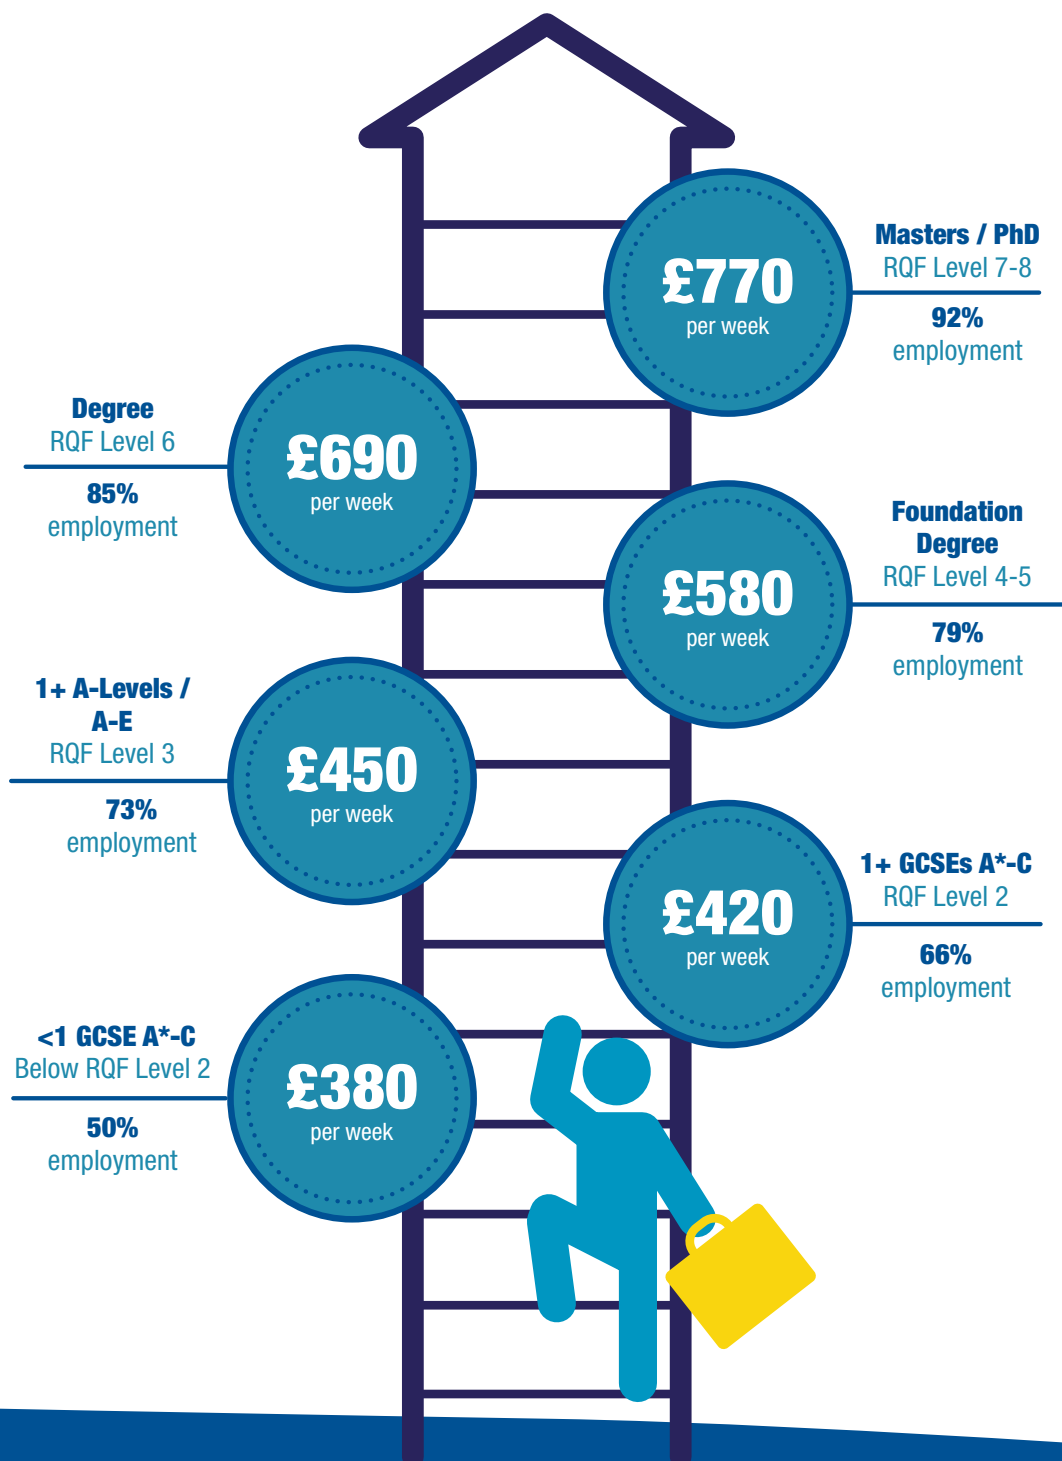 £770
per week
Masters / PhD
RQF Level 7-8
92%
employment
Degree
RQF Level 6
85%
employment
£690
per week
£580
per week
Foundation
Degree
RQF Level 4-5
79%
employment
1+ A-Levels /
A-E
RQF Level 3
73%
employment
£450
per week
£420
per week
1+ GCSEs A*-C
RQF Level 2
66%
employment
<1 GCSE A*-C
Below RQF Level 2
50%
employment
£380
per week